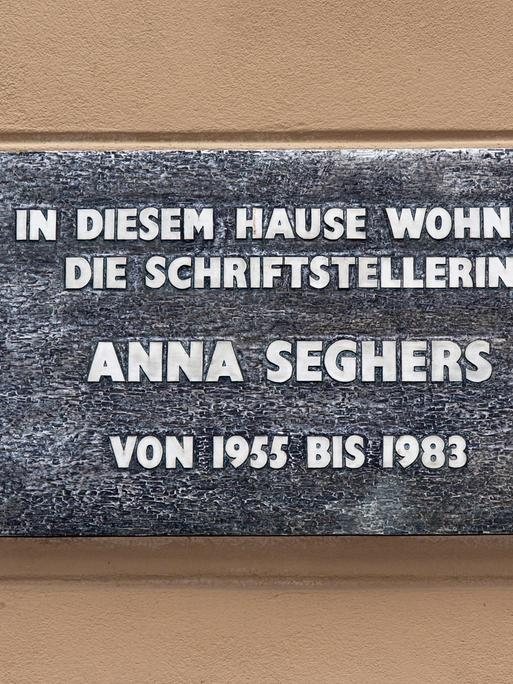 IN DIESEM HAUSE WOHN
DIE SCHRIFTSTELLERIN
ANNA SEGHERS
VON 1955 BIS 1983